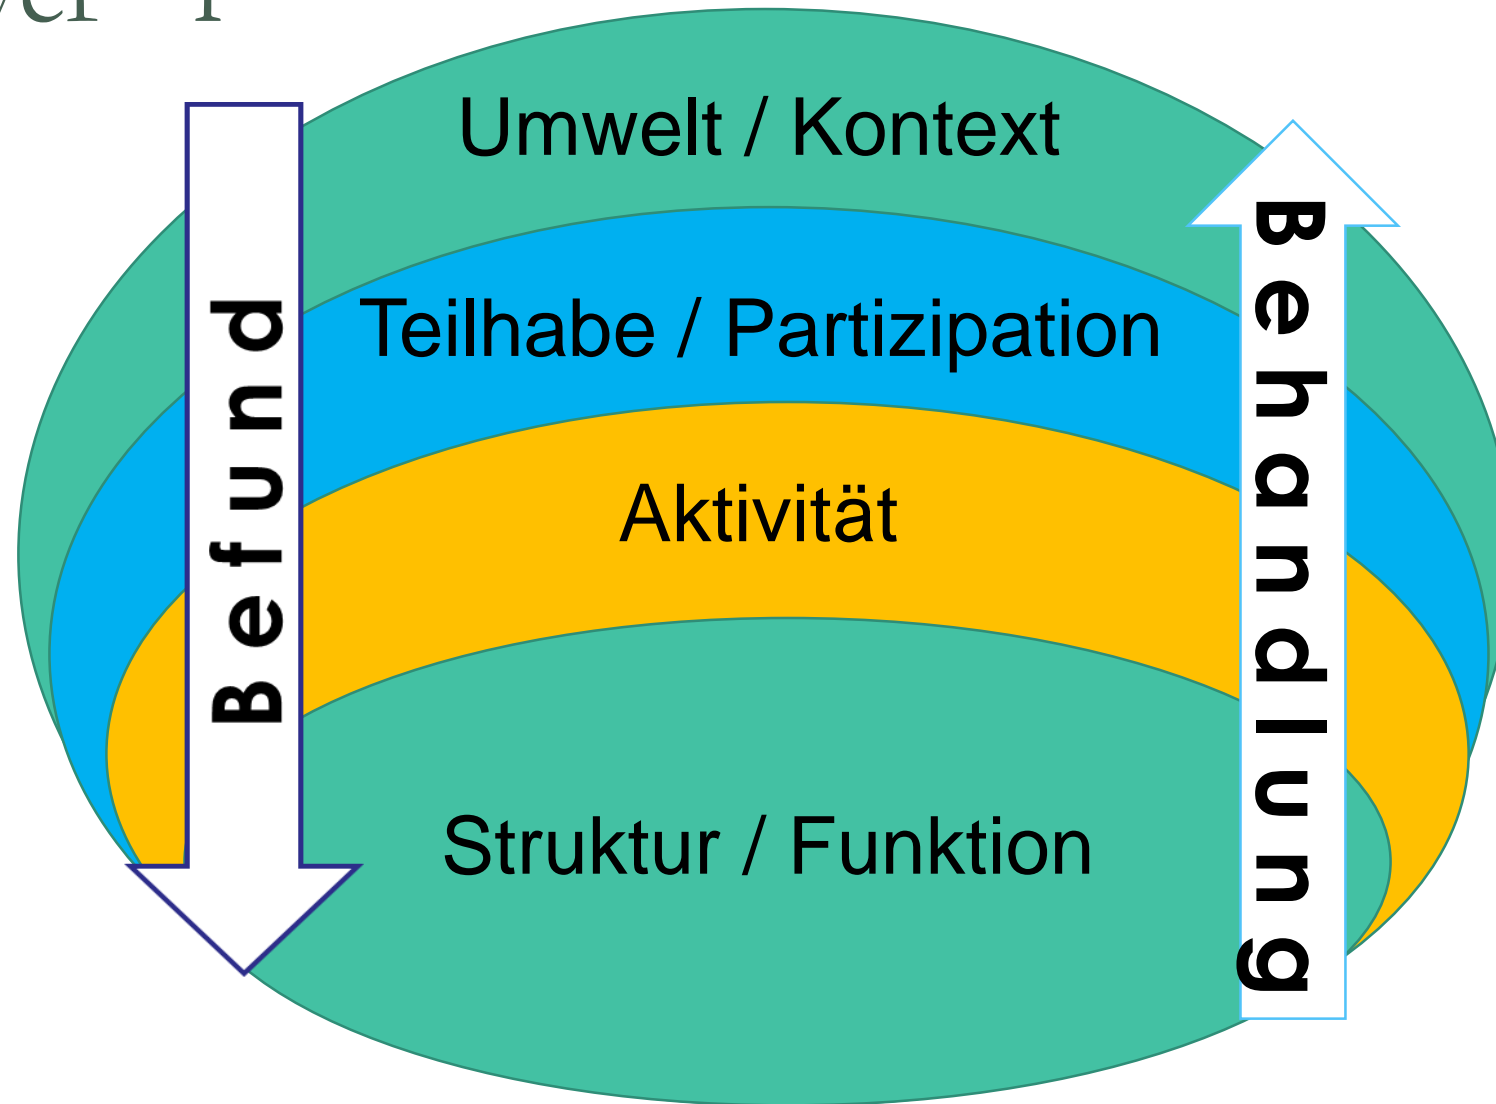 Umwelt / Kontext
Teilhabe / Partizipation
Aktivität
Struktur / Funktion
Befund
Behandlung